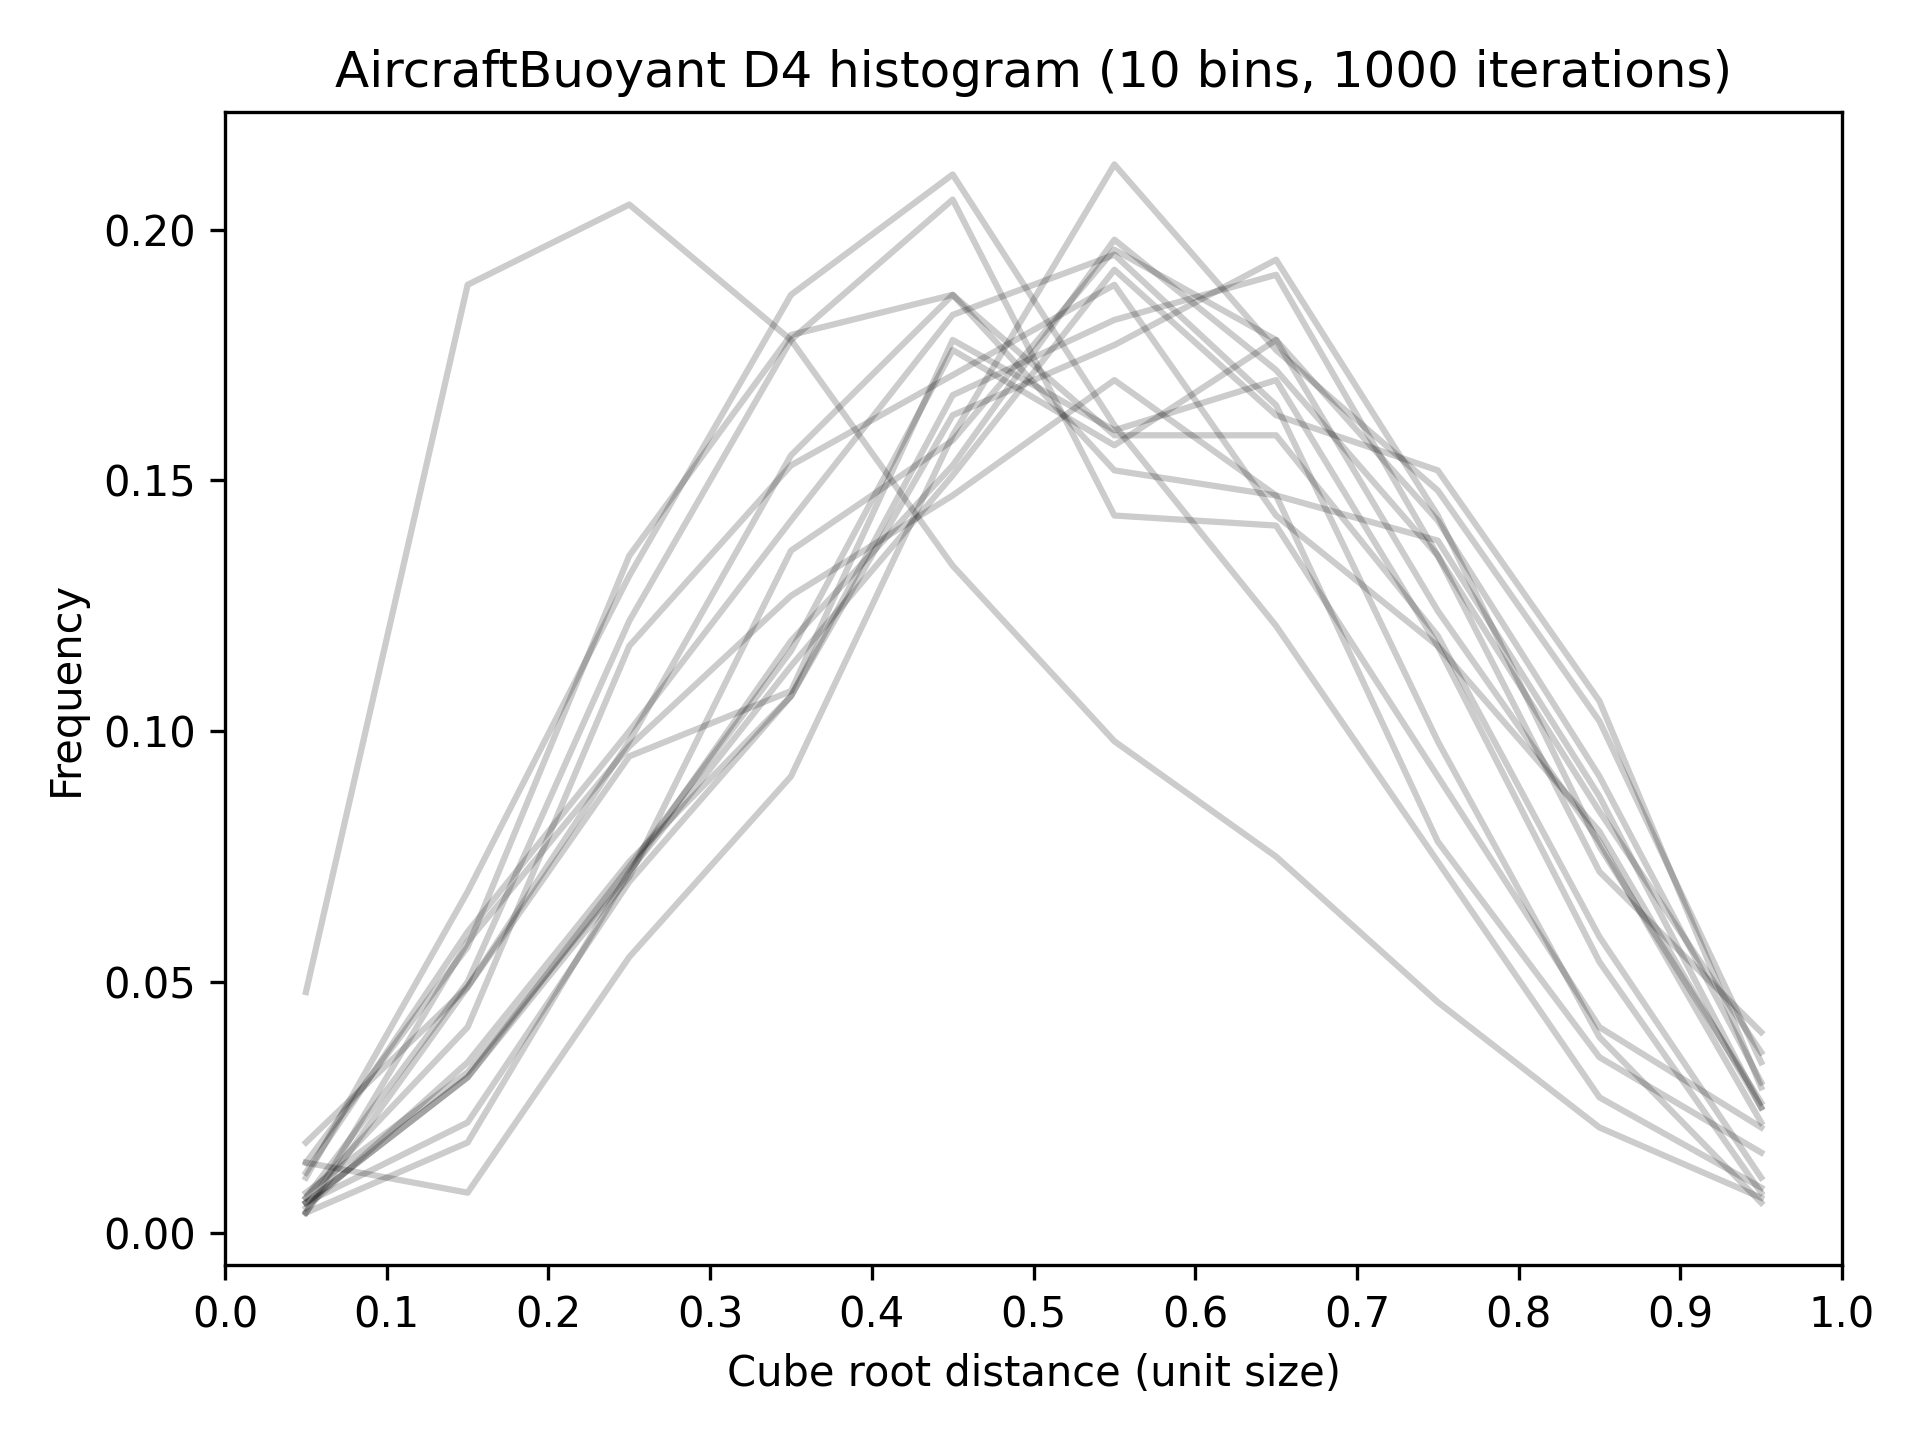 AircraftBuoyant D4 histogram (10 bins, 1000 iterations)
Frequency
0.20
0.15
0.10
0.05
0.00
0.0 0.1 0.2 0.3 0.4 0.5 0.6 0.7 0.8 0.9 1.0
Cube root distance (unit size)